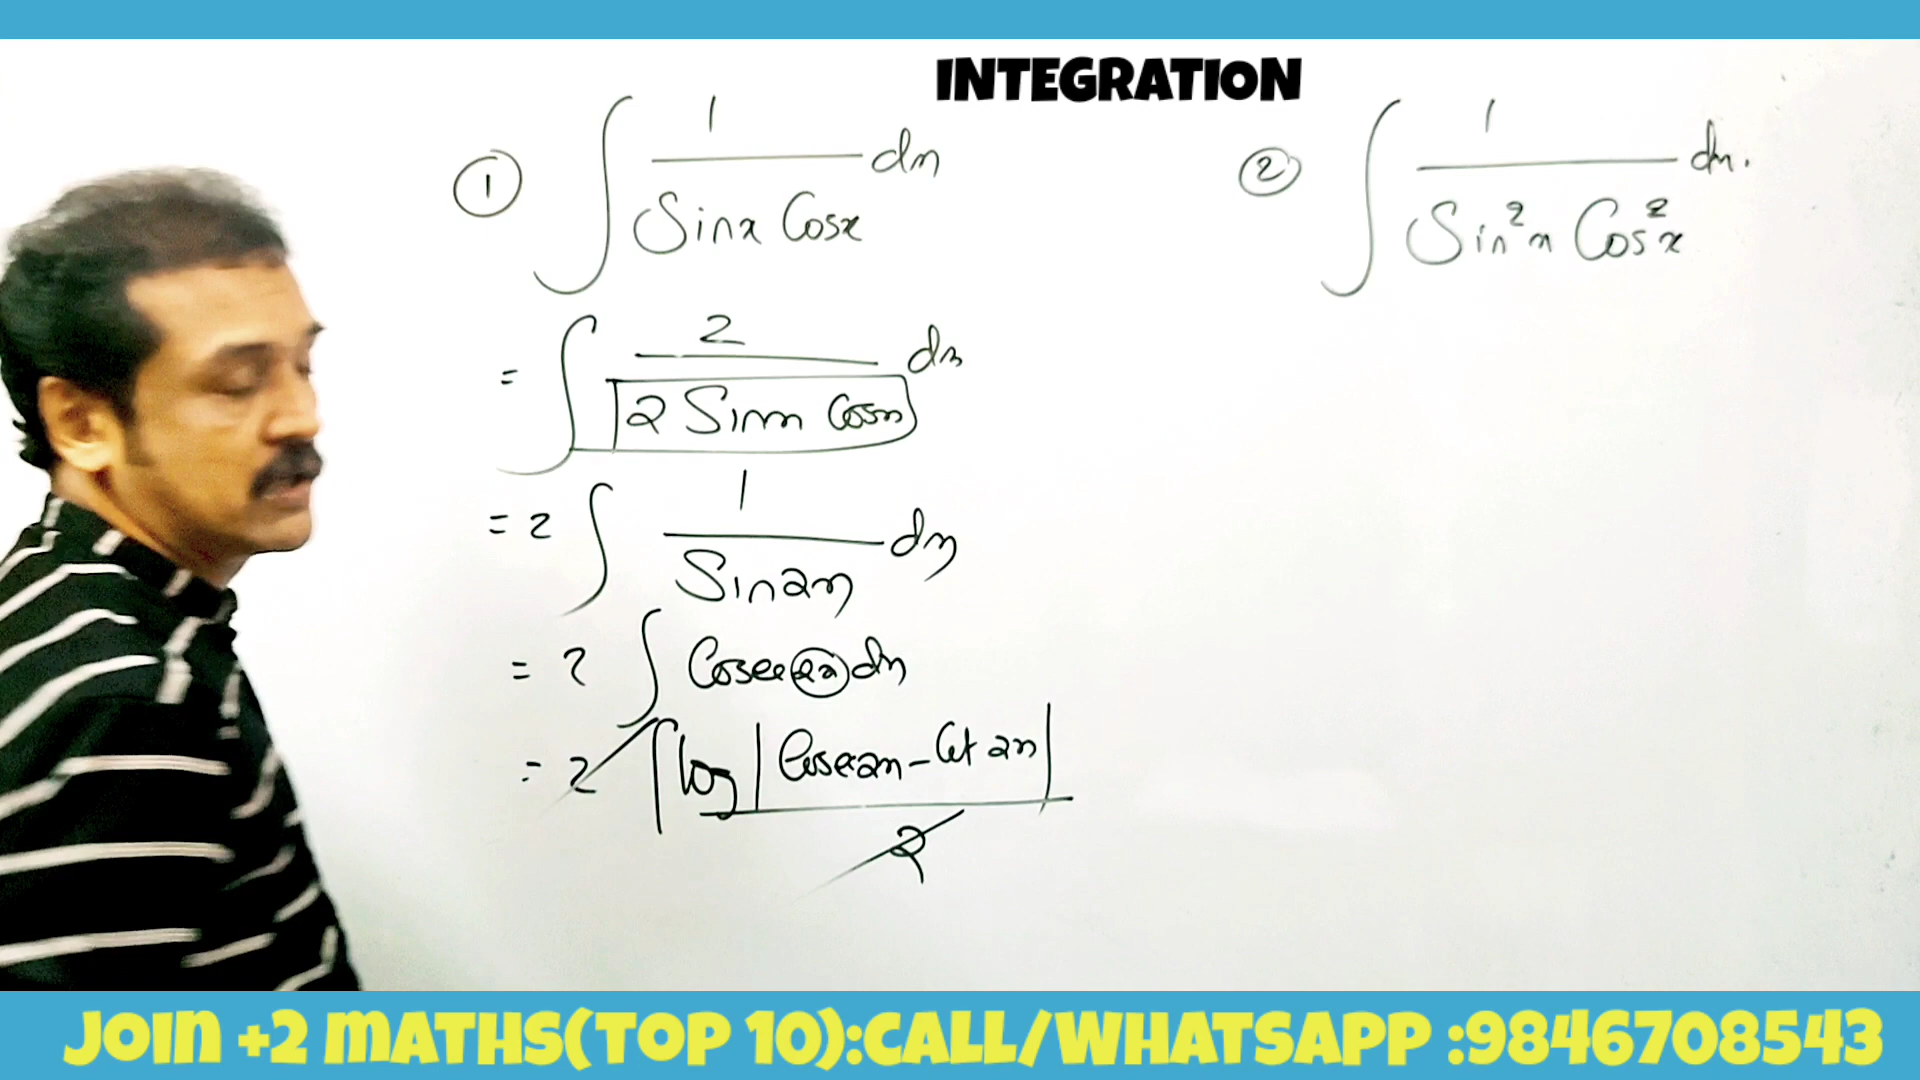 INTEGRATION
① ∫ 1/(Sinx Cosx) dx
= ∫ 2/(2 Sinx Cosx) dx
= 2 ∫ 1/(Sin2x) dx
= 2 ∫ Cosec 2x dx
= 2 [log |Cosec2x - Cot 2x| / 2
② ∫ 1/(Sin²x Cos²x) dx.
JOIN +2 MATHS(TOP 10):CALL/WHATSAPP :9846708543